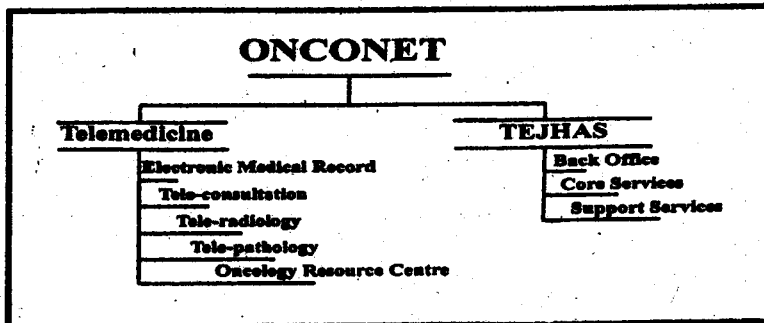 ONCONET
Telemedicine
Electronic Medical Record
Tele-consultation
Tele-radiology
Tele-pathology
Oncology Resource Centre
TEJHAS
Back Office
Core Services
Support Services